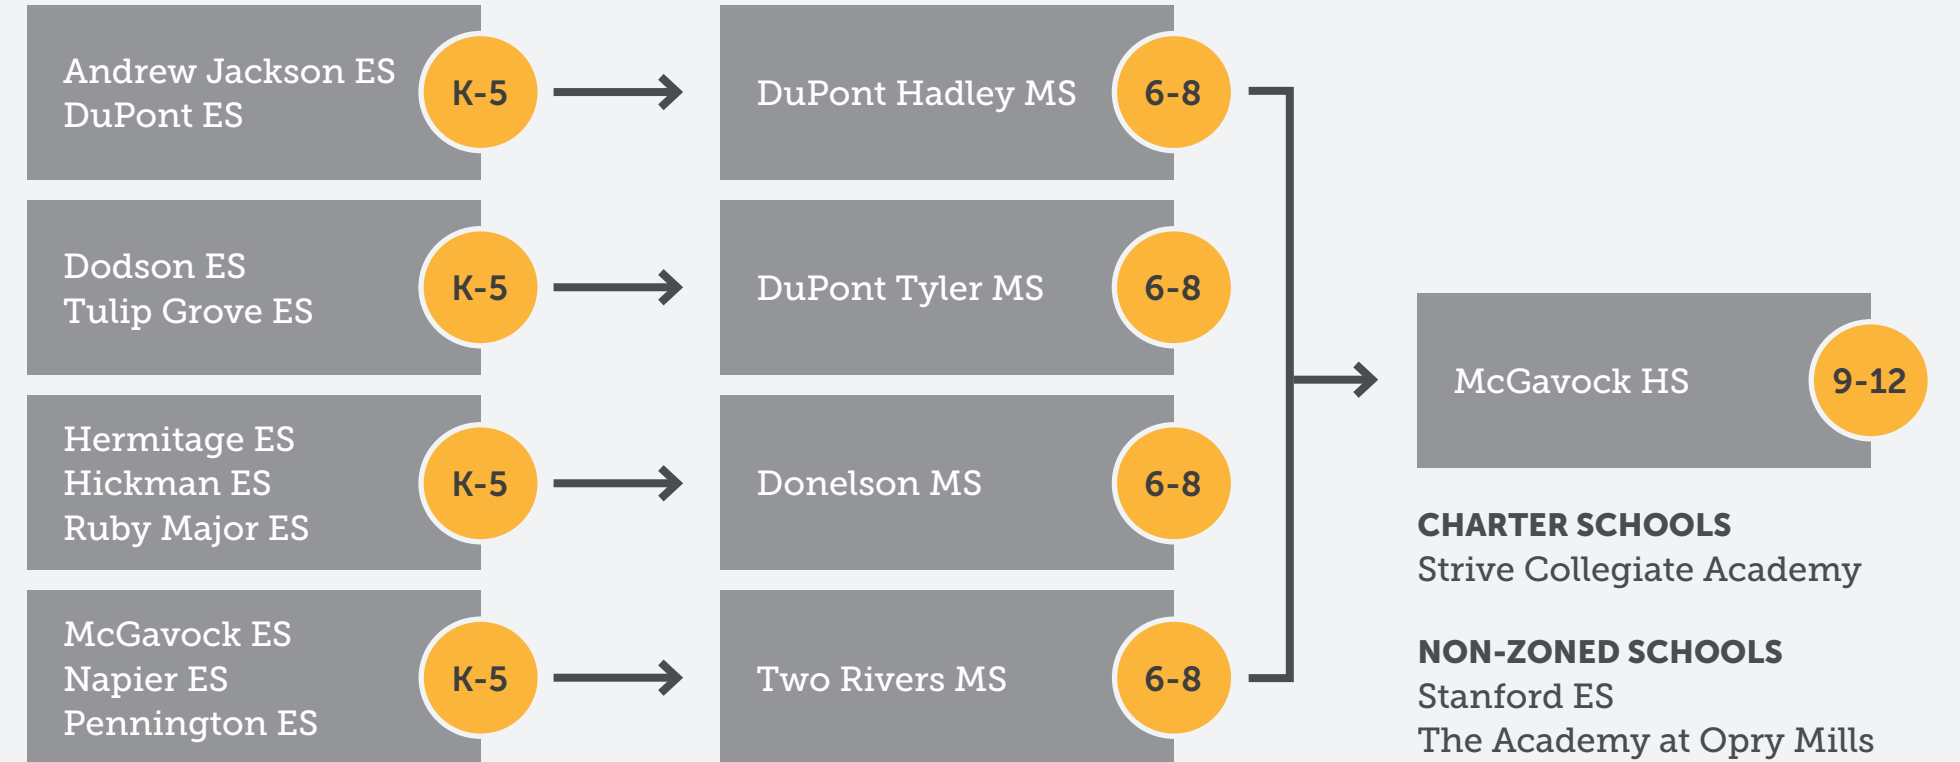 Andrew Jackson ES
DuPont ES
K-5
DuPont Hadley MS
6-8
Dodson ES
Tulip Grove ES
K-5
DuPont Tyler MS
6-8
Hermitage ES
Hickman ES
Ruby Major ES
K-5
Donelson MS
6-8
McGavock ES
Napier ES
Pennington ES
K-5
Two Rivers MS
6-8
McGavock HS
9-12
CHARTER SCHOOLS
Strive Collegiate Academy
NON-ZONED SCHOOLS
Stanford ES
The Academy at Opry Mills